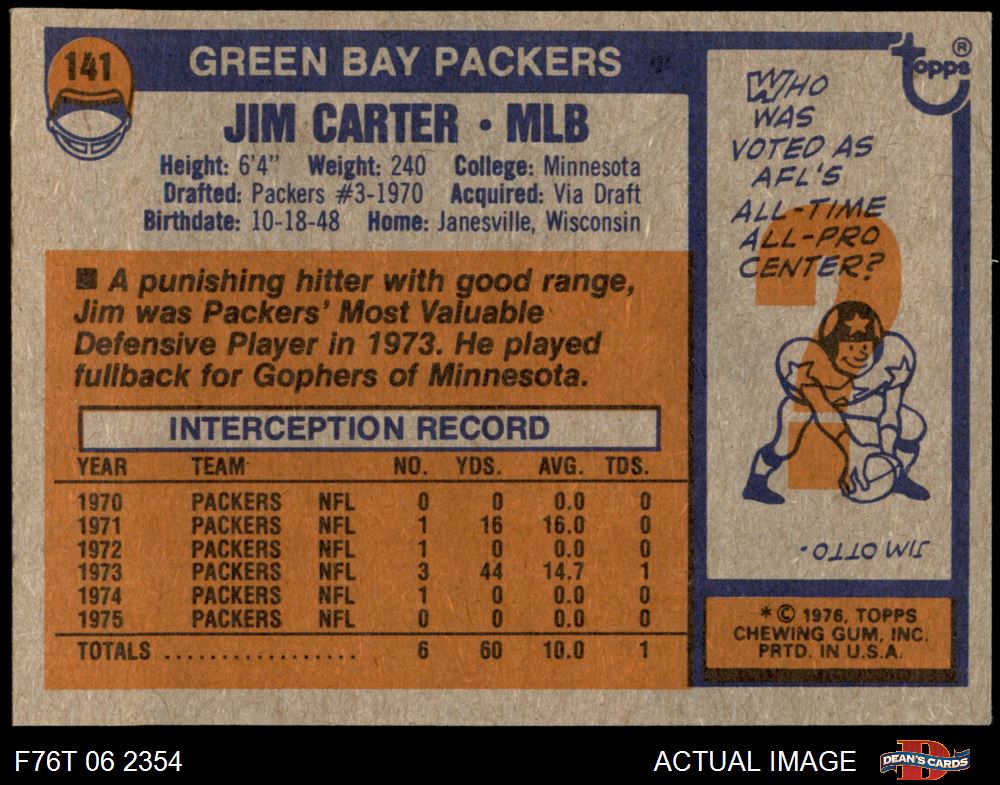 141
GREEN BAY PACKERS
JIM CARTER • MLB
Height: 6'4" Weight: 240 College: Minnesota
Drafted: Packers #3-1970 Acquired: Via Draft
Birthdate: 10-18-48 Home: Janesville, Wisconsin
■ A punishing hitter with good range,
Jim was Packers' Most Valuable
Defensive Player in 1973. He played
fullback for Gophers of Minnesota.
INTERCEPTION RECORD
YEAR TEAM NO. YDS. AVG. TDS.
1970 PACKERS NFL 0 0 0.0 0
1971 PACKERS NFL 1 16 16.0 0
1972 PACKERS NFL 1 0 0.0 0
1973 PACKERS NFL 3 44 14.7 1
1974 PACKERS NFL 1 0 0.0 0
1975 PACKERS NFL 0 0 0.0 0
TOTALS .................. 6 60 10.0 1
topps ®
WHO
WAS
VOTED AS
AFL'S
ALL-TIME
ALL-PRO
CENTER?
?
JIM OTTO.
* © 1976, TOPPS
CHEWING GUM, INC.
PRTD. IN U.S.A.
F76T 06 2354
ACTUAL IMAGE
D
DEAN'S CARDS